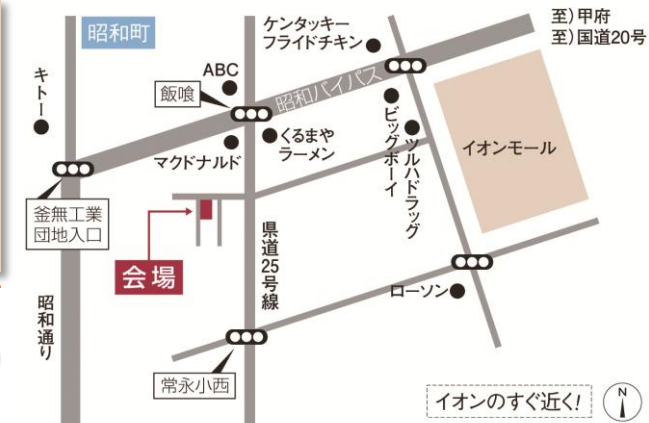 昭和町
ケンタッキー
フライドチキン
至)甲府
至)国道20号
キトー
ABC
飯喰
昭和バイパス
マクドナルド
くるまや
ラーメン
ビッグボーイ
ツルハドラッグ
イオンモール
釜無工業
団地入口
会場
県道25号線
昭和通り
ローソン
常永小西
イオンのすぐ近く!
N